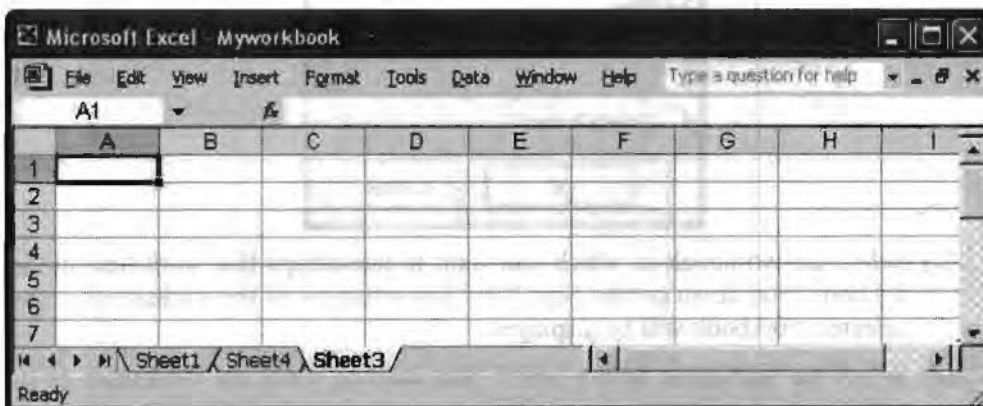 Microsoft Excel - Myworkbook
File Edit View Insert Format Tools Data Window Help Type a question for help
A1 fx
A B C D E F G H I
1
2
3
4
5
6
7
Sheet1 Sheet4 Sheet3
Ready